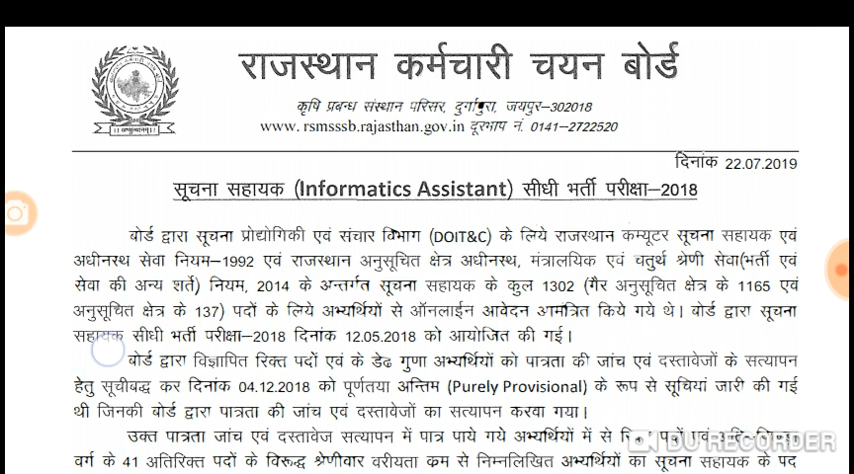 राजस्थान कर्मचारी चयन बोर्ड
कृषि प्रबन्ध संस्थान परिसर, दुर्गापुरा, जयपुर–302018
www. rsmsssb.rajasthan.gov.in दूरभाष नं. 0141-2722520
दिनांक 22.07.2019
सूचना सहायक (Informatics Assistant) सीधी भर्ती परीक्षा–2018
बोर्ड द्वारा सूचना प्रोद्योगिकी एवं संचार विभाग (DOIT&C) के लिये राजस्थान कम्यूटर सूचना सहायक एवं
अधीनस्थ सेवा नियम–1992 एवं राजस्थान अनुसूचित क्षेत्र अधीनस्थ, मंत्रालयिक एवं चतुर्थ श्रेणी सेवा(भर्ती एवं
सेवा की अन्य शर्ते) नियम, 2014 के अन्तर्गत सूचना सहायक के कुल 1302 (गैर अनुसूचित क्षेत्र के 1165 एवं
अनुसूचित क्षेत्र के 137) पदों के लिये अभ्यर्थियों से ऑनलाईन आवेदन आमंत्रित किये गये थे। बोर्ड द्वारा सूचना
सहायक सीधी भर्ती परीक्षा–2018 दिनांक 12.05.2018 को आयोजित की गई।
बोर्ड द्वारा विज्ञापित रिक्त पदों एवं के डेढ गुणा अभ्यर्थियों को पात्रता की जांच एवं दस्तावेजों के सत्यापन
हेतु सूचीबद्ध कर दिनांक 04.12.2018 को पूर्णतया अन्तिम (Purely Provisional) के रूप से सूचियां जारी की गई
थी जिनकी बोर्ड द्वारा पात्रता की जांच एवं दस्तावेजों का सत्यापन करवा गया।
उक्त पात्रता जांच एवं दस्तावेज सत्यापन में पात्र पाये गये अभ्यर्थियों में से पदों एवं
वर्ग के 41 अतिरिक्त पदों के विरूद्ध श्रेणीवार वरीयता क्रम से निम्नलिखित अभ्यर्थियों का सूचना सहायक के पद
DU RECORDER